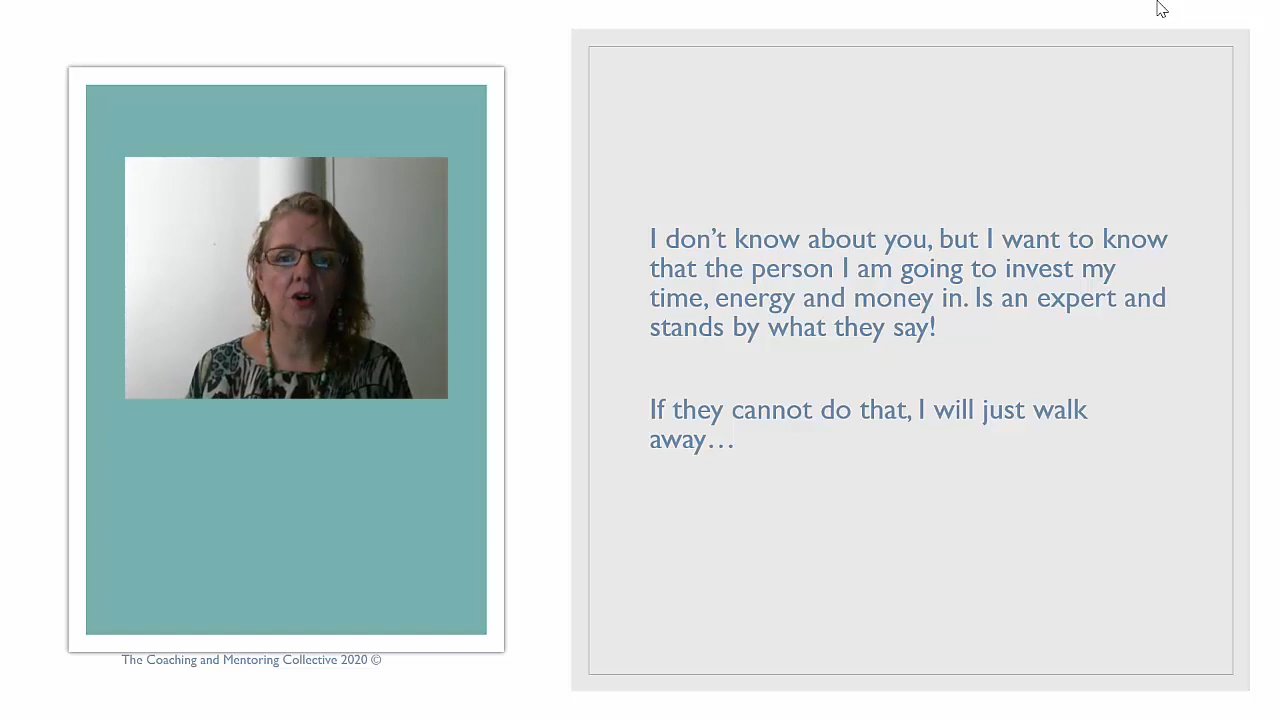 I don’t know about you, but I want to know
that the person I am going to invest my
time, energy and money in. Is an expert and
stands by what they say!
If they cannot do that, I will just walk
away…
The Coaching and Mentoring Collective 2020 ©